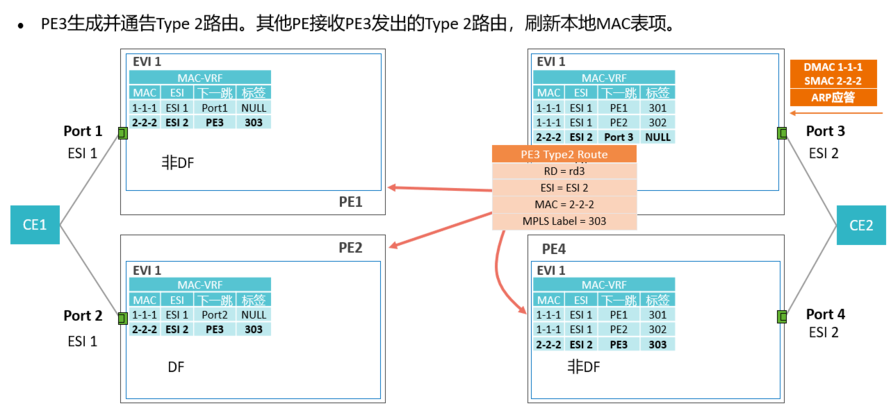 • PE3生成并通告Type 2路由。其他PE接收PE3发出的Type 2路由，刷新本地MAC表项。
EVI 1
MAC-VRF
MAC ESI 下一跳 标签
1-1-1 ESI 1 Port1 NULL
2-2-2 ESI 2 PE3 303
Port 1
ESI 1
非DF
PE1
EVI 1
MAC-VRF
MAC ESI 下一跳 标签
1-1-1 ESI 1 PE1 301
1-1-1 ESI 1 PE2 302
2-2-2 ESI 2 Port 3 NULL
DMAC 1-1-1
SMAC 2-2-2
ARP应答
Port 3
ESI 2
PE3 Type2 Route
RD = rd3
ESI = ESI 2
MAC = 2-2-2
MPLS Label = 303
CE1
CE2
PE2
EVI 1
MAC-VRF
MAC ESI 下一跳 标签
1-1-1 ESI 1 Port2 NULL
2-2-2 ESI 2 PE3 303
Port 2
ESI 1
DF
PE4
EVI 1
MAC-VRF
MAC ESI 下一跳 标签
1-1-1 ESI 1 PE1 301
1-1-1 ESI 1 PE2 302
2-2-2 ESI 2 PE3 303
Port 4
ESI 2
非DF